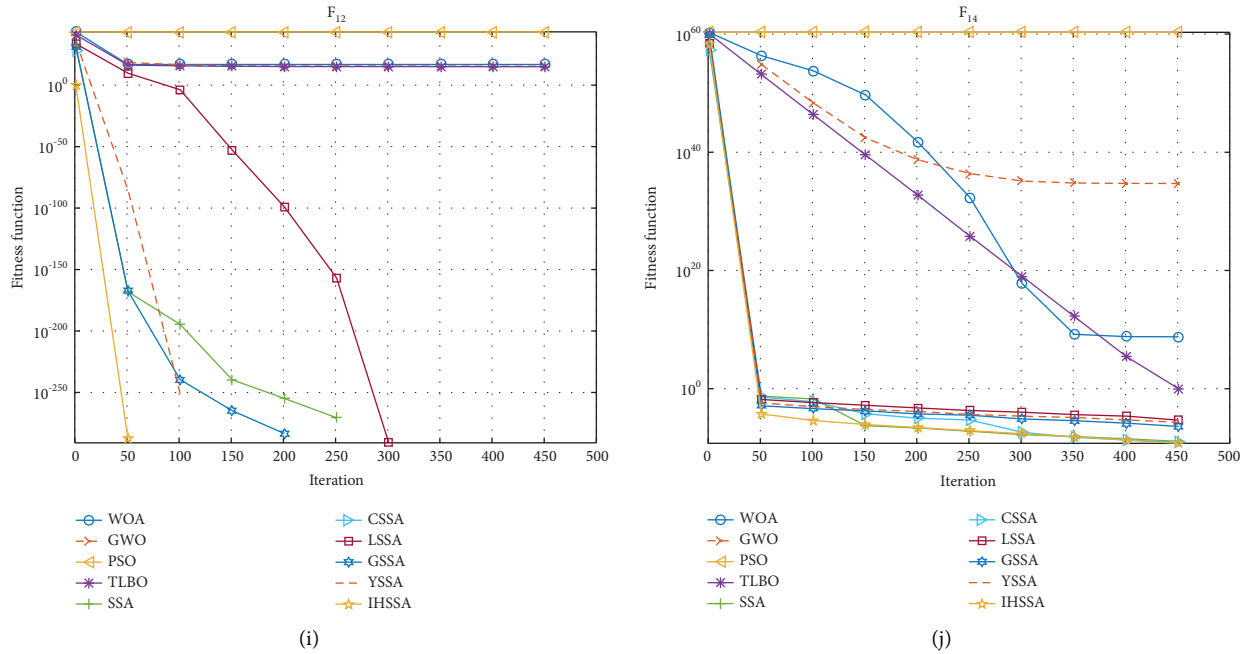 F12
Fitness function
10^0
10^-50
10^-100
10^-150
10^-200
10^-250
0 50 100 150 200 250 300 350 400 450 500
Iteration
WOA
GWO
PSO
TLBO
SSA
CSSA
LSSA
GSSA
YSSA
IHSSA
(i)
F14
Fitness function
10^60
10^40
10^20
10^0
0 50 100 150 200 250 300 350 400 450 500
Iteration
WOA
GWO
PSO
TLBO
SSA
CSSA
LSSA
GSSA
YSSA
IHSSA
(j)